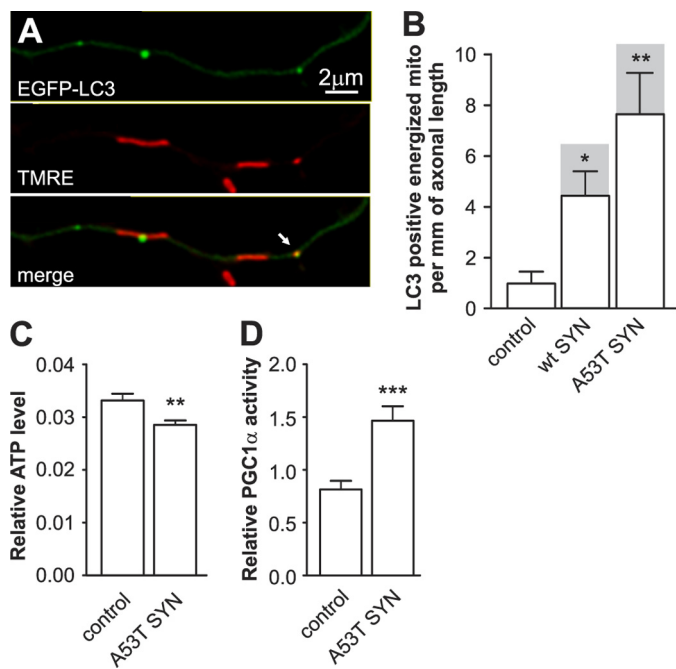 A
EGFP-LC3
2μm
TMRE
merge
B
LC3 positive energized mito
per mm of axonal length
10
8
6
4
2
0
*
**
control
wt SYN
A53T SYN
C
Relative ATP level
0.04
0.03
0.02
0.01
0.00
**
control
A53T SYN
D
Relative PGC1α activity
2.0
1.5
1.0
0.5
0.0
***
control
A53T SYN